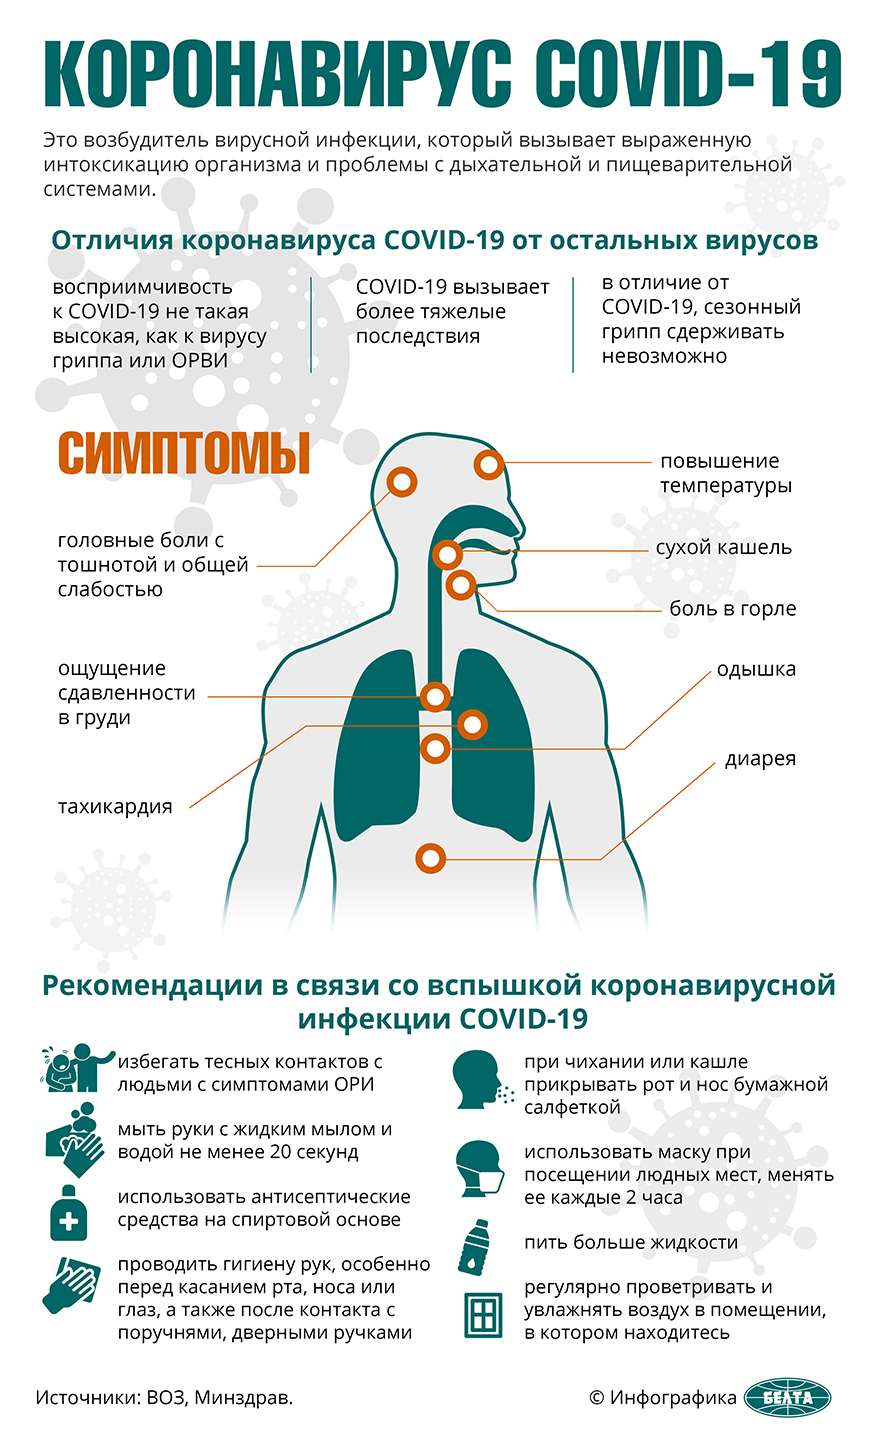 КОРОНАВИРУС COVID-19
Это возбудитель вирусной инфекции, который вызывает выраженную
интоксикацию организма и проблемы с дыхательной и пищеварительной
системами.
Отличия коронавируса COVID-19 от остальных вирусов
восприимчивость
к COVID-19 не такая
высокая, как к вирусу
гриппа или ОРВИ
COVID-19 вызывает
более тяжелые
последствия
в отличие от
COVID-19, сезонный
грипп сдерживать
невозможно
СИМПТОМЫ
головные боли с
тошнотой и общей
слабостью
ощущение
сдавленности
в груди
тахикардия
повышение
температуры
сухой кашель
боль в горле
одышка
диарея
Рекомендации в связи со вспышкой коронавирусной
инфекции COVID-19
избегать тесных контактов с
людьми с симптомами ОРИ
мыть руки с жидким мылом и
водой не менее 20 секунд
использовать антисептические
средства на спиртовой основе
проводить гигиену рук, особенно
перед касанием рта, носа или
глаз, а также после контакта с
поручнями, дверными ручками
при чихании или кашле
прикрывать рот и нос бумажной
салфеткой
использовать маску при
посещении людных мест, менять
ее каждые 2 часа
пить больше жидкости
регулярно проветривать и
увлажнять воздух в помещении,
в котором находитесь
Источники: ВОЗ, Минздрав.
© Инфографика БЕЛТА